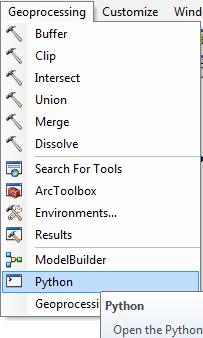 Geoprocessing Customize Wind
Buffer
Clip
Intersect
Union
Merge
Dissolve
Search For Tools
ArcToolbox
Environments...
Results
ModelBuilder
Python
Geoprocessi
Python
Open the Python